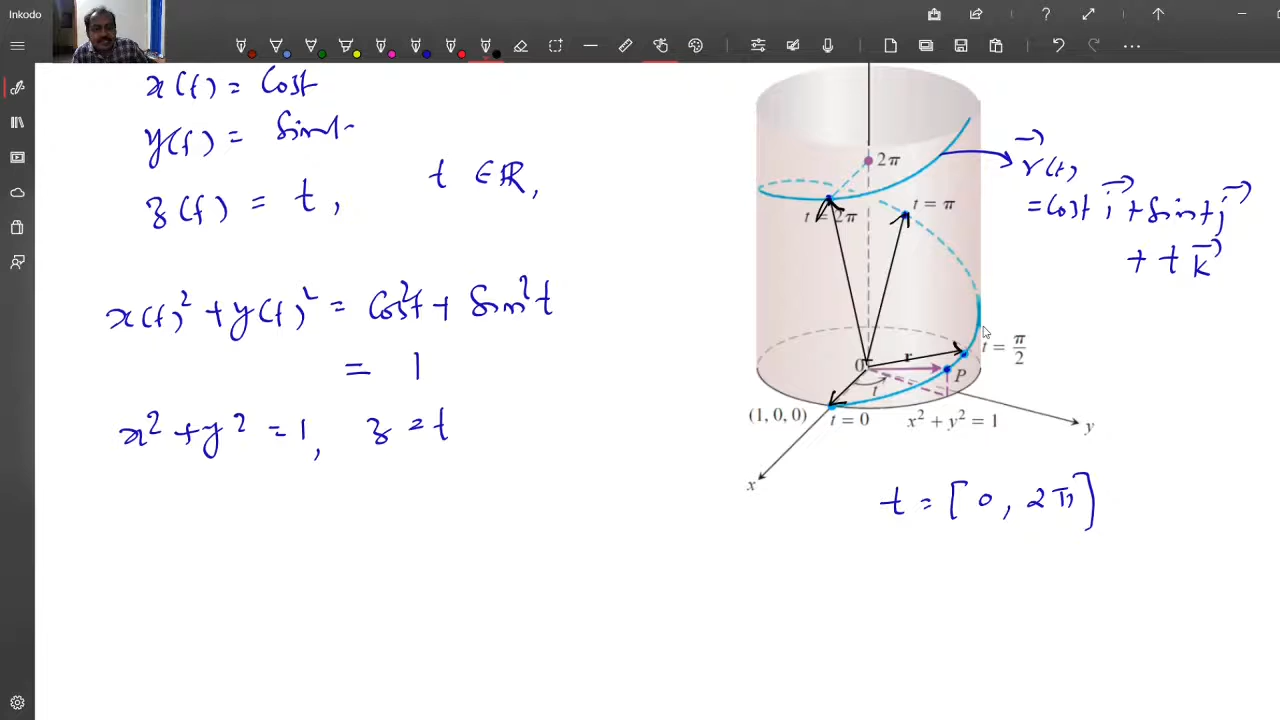 Inkodo
x(t) = Cost
y(t) = Sint
z(t) = t, t ∈ ℝ,
x(t)² + y(t)² = Cos²t + Sin²t
= 1
x² + y² = 1, z = t
2π
t = 2π
t = π
r⃗(t)
= Cost i⃗ + Sint j⃗
+ t k⃗
0
r
t = π/2
P
t
(1, 0, 0)
t = 0
x² + y² = 1
y
x
t = [0, 2π]